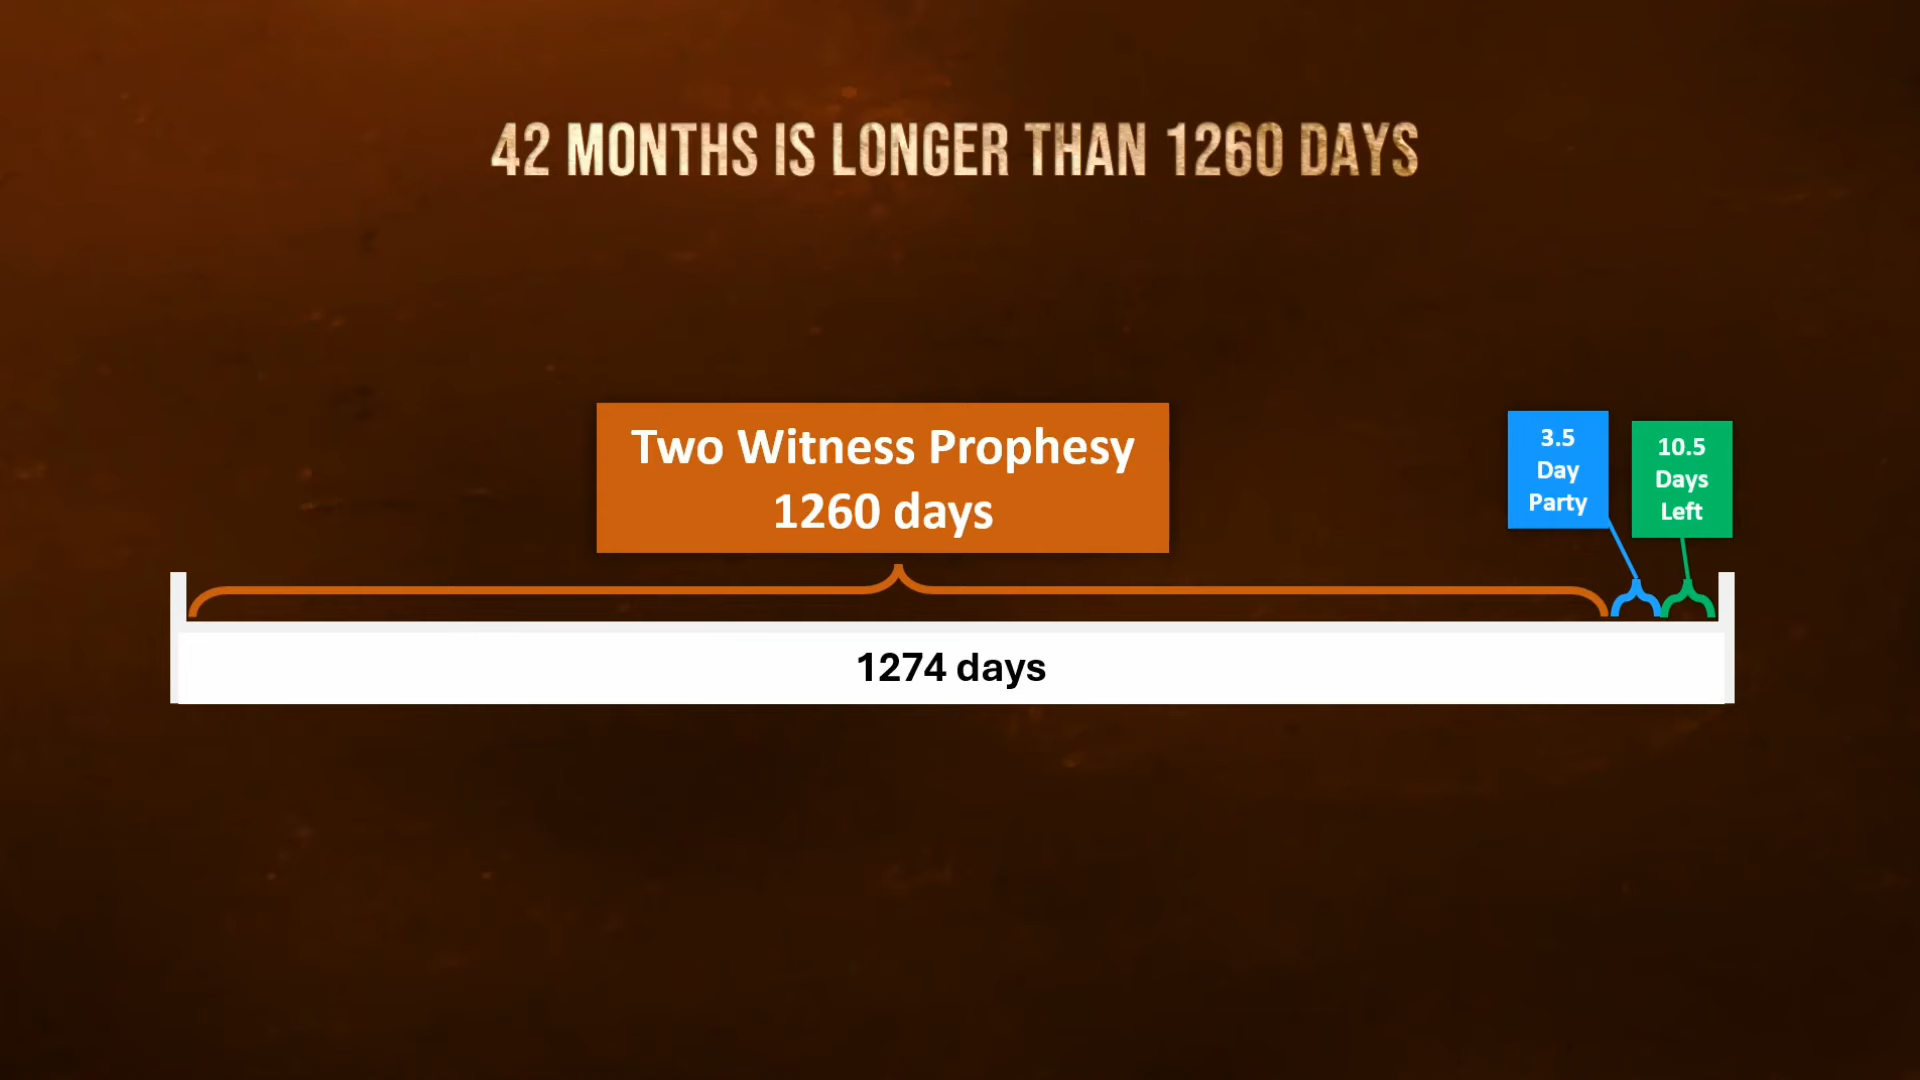 42 MONTHS IS LONGER THAN 1260 DAYS
Two Witness Prophesy
1260 days
3.5
Day
Party
10.5
Days
Left
1274 days